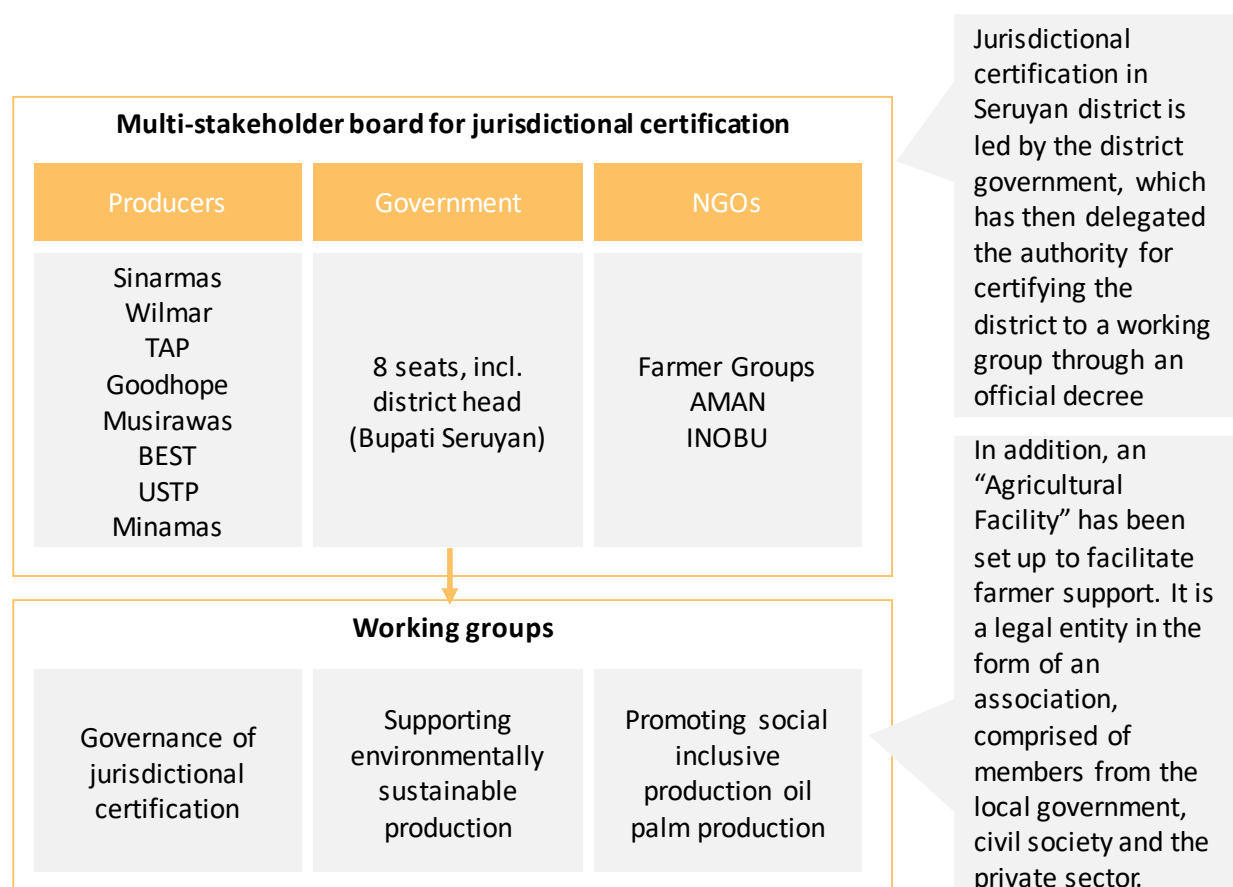 Multi-stakeholder board for jurisdictional certification
Producers
Government
NGOs
Sinarmas
Wilmar
TAP
Goodhope
Musirawas
BEST
USTP
Minamas
8 seats, incl.
district head
(Bupati Seruyan)
Farmer Groups
AMAN
INOBU
Working groups
Governance of
jurisdictional
certification
Supporting
environmentally
sustainable
production
Promoting social
inclusive
production oil
palm production
Jurisdictional
certification in
Seruyan district is
led by the district
government, which
has then delegated
the authority for
certifying the
district to a working
group through an
official decree
In addition, an
“Agricultural
Facility” has been
set up to facilitate
farmer support. It is
a legal entity in the
form of an
association,
comprised of
members from the
local government,
civil society and the
private sector.